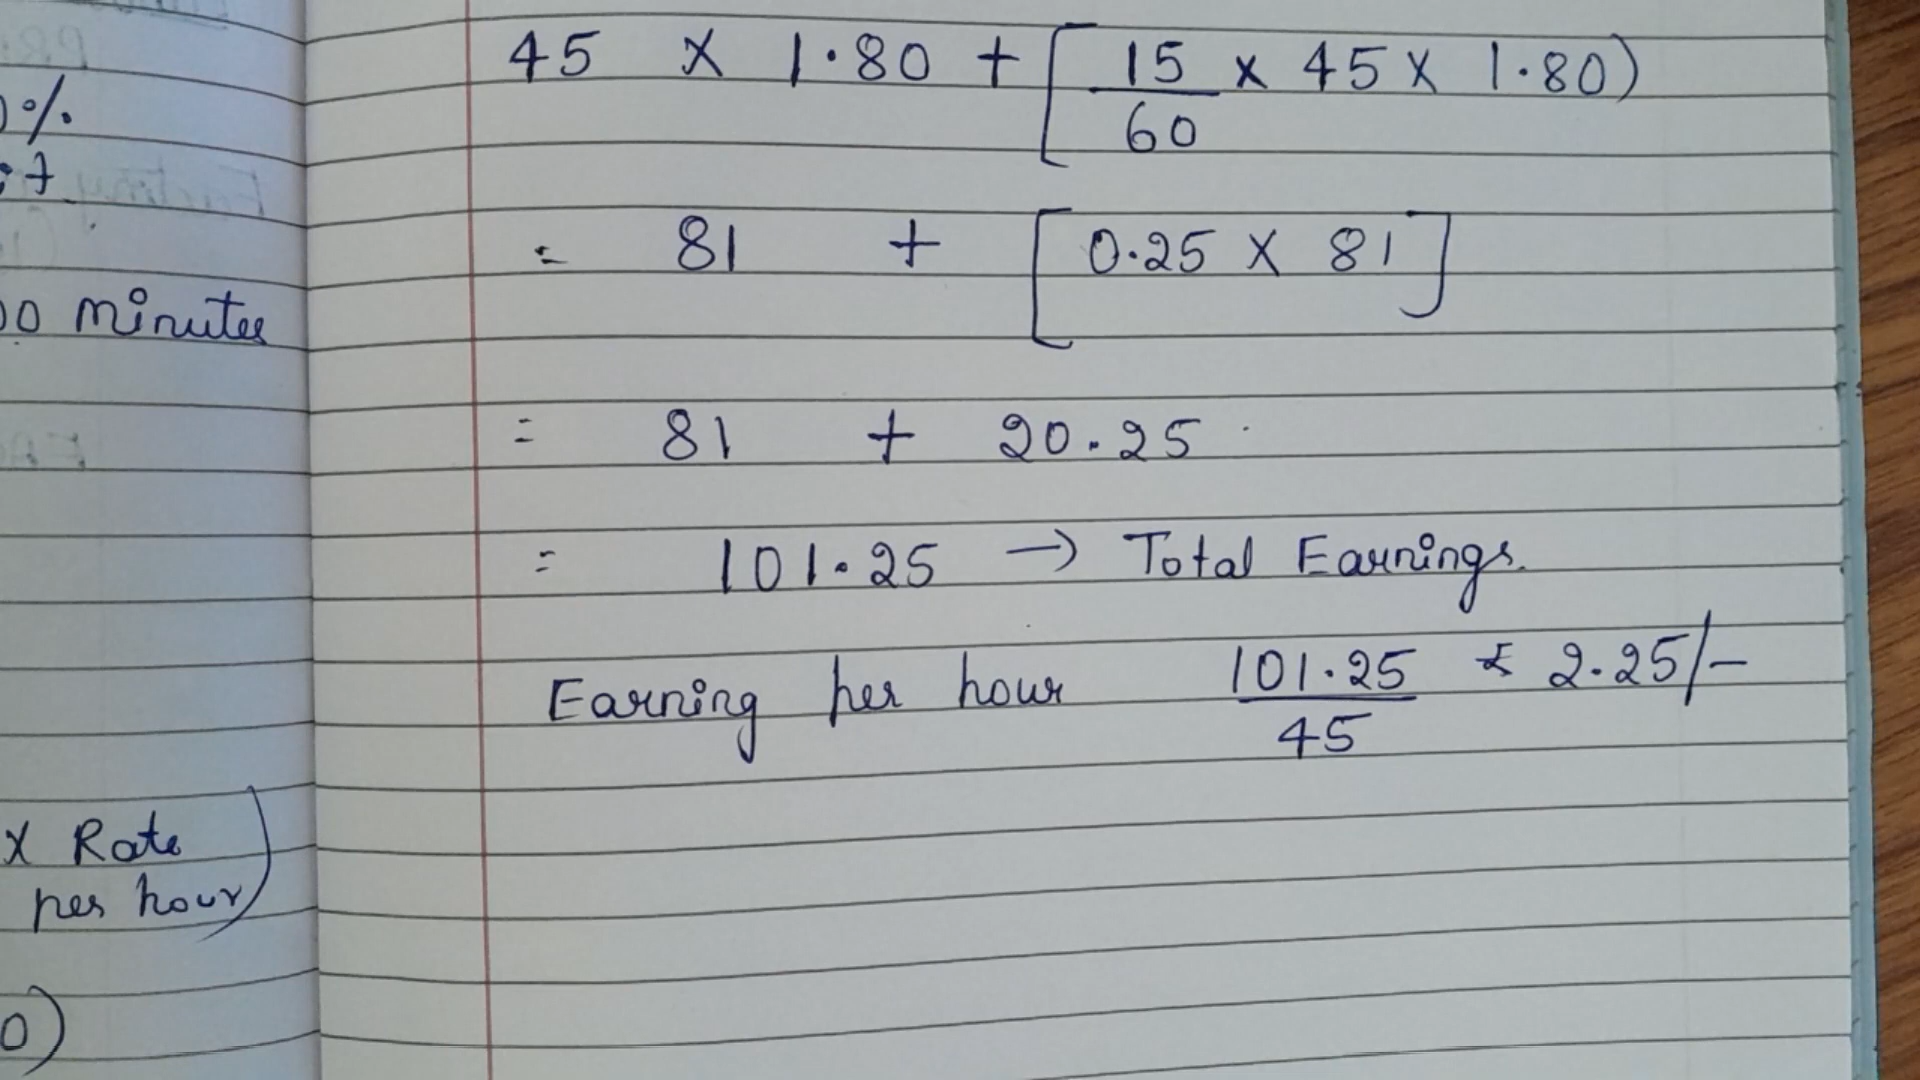 0%
00 minutes
X Rate
per hour)
0)
45 X 1.80 + [15/60 x 45 x 1.80)
= 81 + [0.25 X 81]
= 81 + 20.25
= 101.25 → Total Earnings.
Earning per hour 101.25/45 ₹ 2.25/-